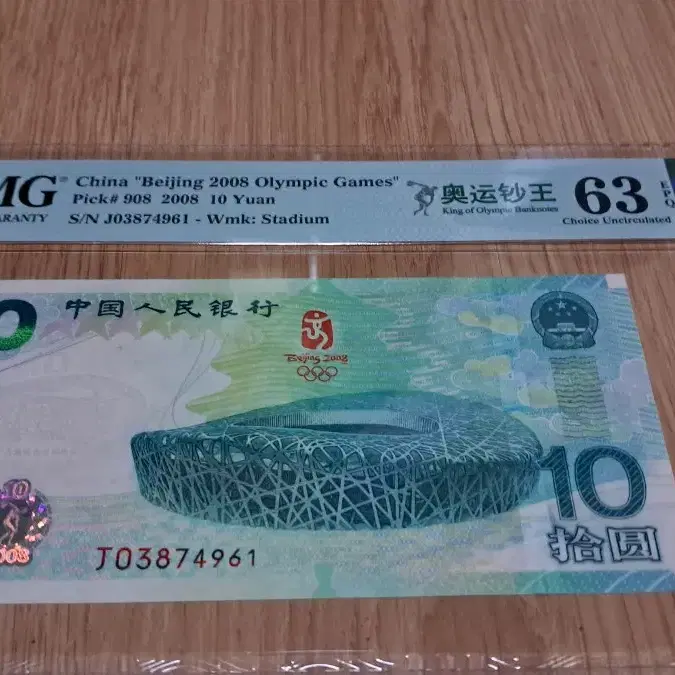 MG®
China "Beijing 2008 Olympic Games"
Pick# 908 2008 10 Yuan
S/N J03874961 - Wmk: Stadium
奥运钞王
King of Olympic Banknotes
63
Choice Uncirculated
中国人民银行
Beijing 2008
J03874961
10
拾圆